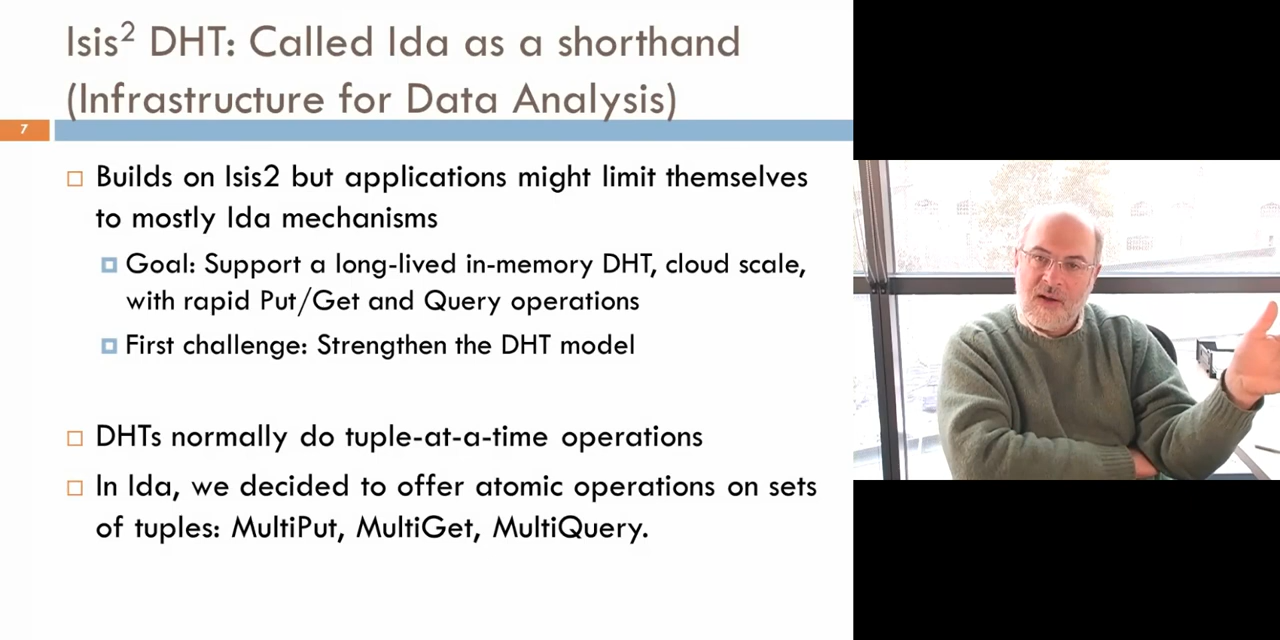 Isis² DHT: Called Ida as a shorthand
(Infrastructure for Data Analysis)
7
Builds on Isis2 but applications might limit themselves
to mostly Ida mechanisms
Goal: Support a long-lived in-memory DHT, cloud scale,
with rapid Put/Get and Query operations
First challenge: Strengthen the DHT model
DHTs normally do tuple-at-a-time operations
In Ida, we decided to offer atomic operations on sets
of tuples: MultiPut, MultiGet, MultiQuery.